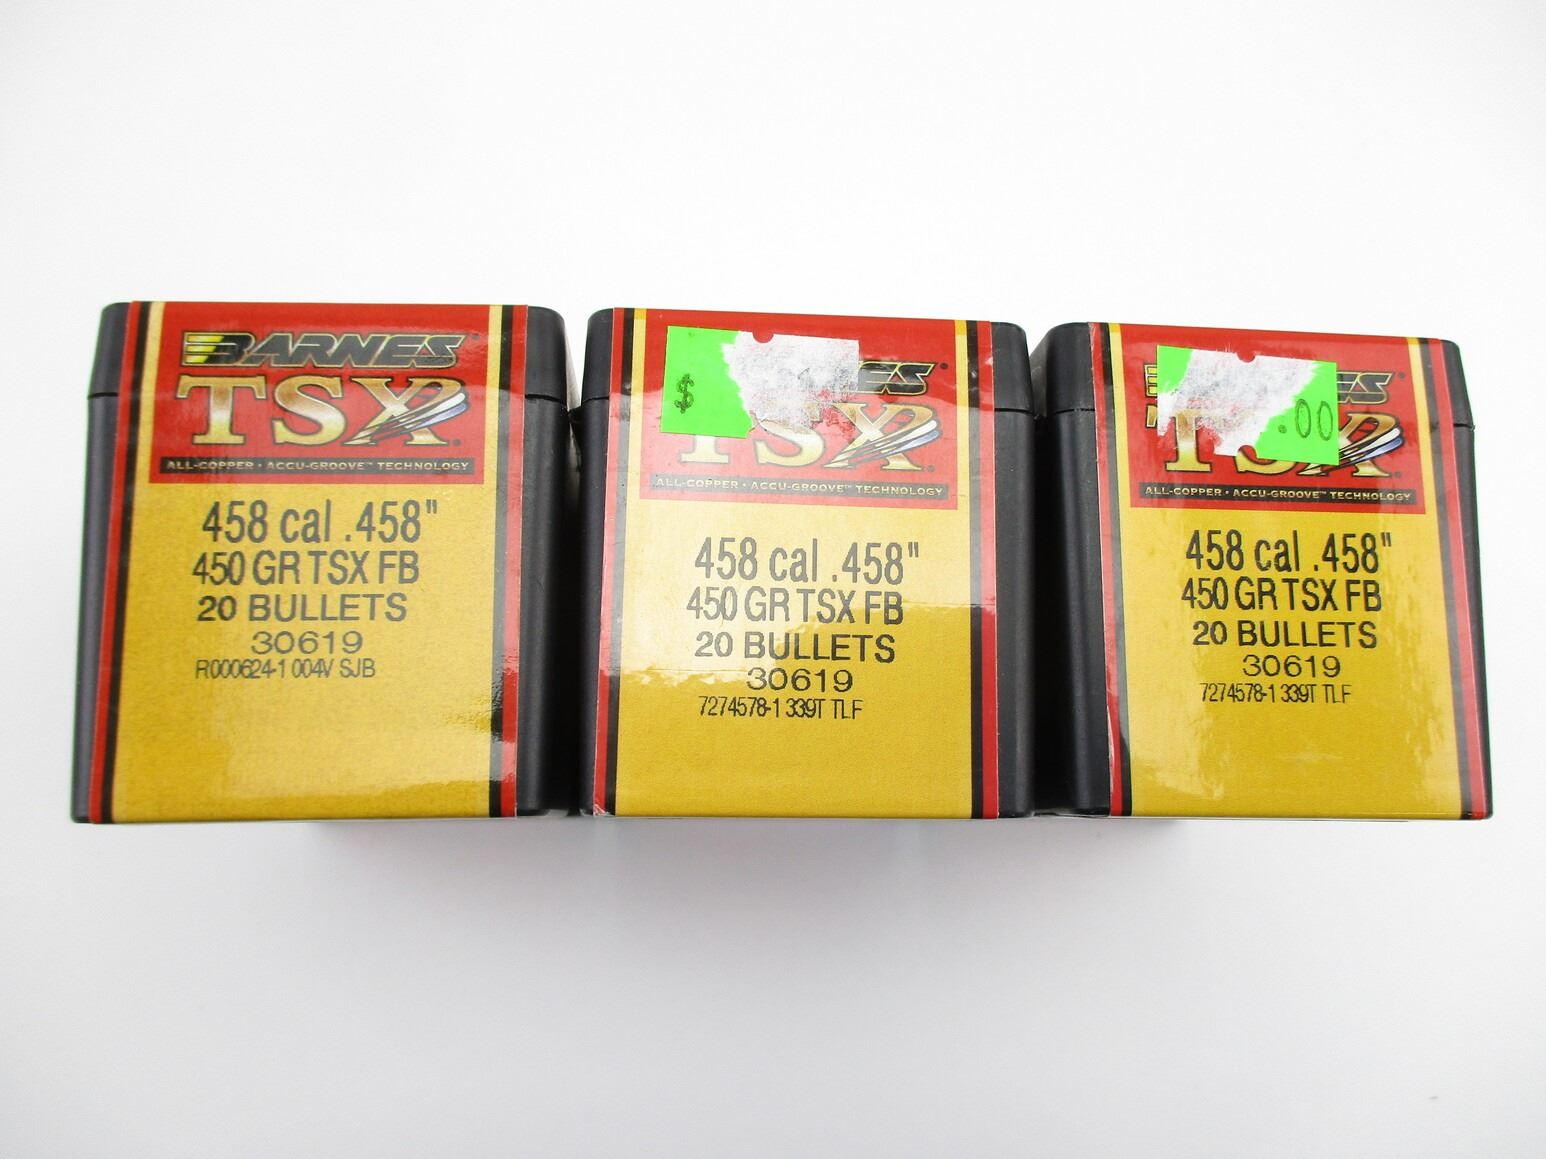 BARNES
TSX
ALL-COPPER • ACCU-GROOVE™ TECHNOLOGY
458 cal .458"
450 GR TSX FB
20 BULLETS
30619
R000624-1 004V SJB
$
ES
TSX
ALL-COPPER • ACCU-GROOVE™ TECHNOLOGY
458 cal .458"
450 GR TSX FB
20 BULLETS
30619
7274578-1 339T TLF
.00
NES
TSX
ALL-COPPER • ACCU-GROOVE™ TECHNOLOGY
458 cal .458"
450 GR TSX FB
20 BULLETS
30619
7274578-1 339T TLF